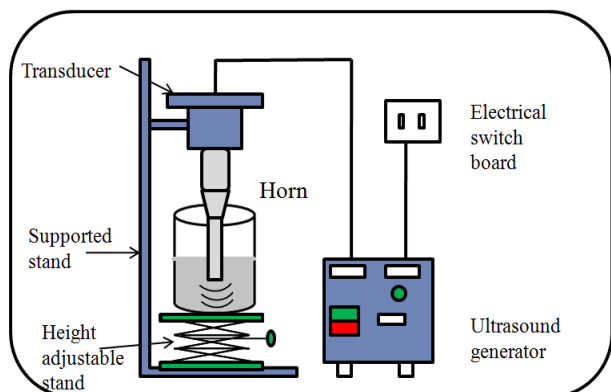 Transducer
Electrical
switch
board
Horn
Supported
stand
Height
adjustable
stand
Ultrasound
generator